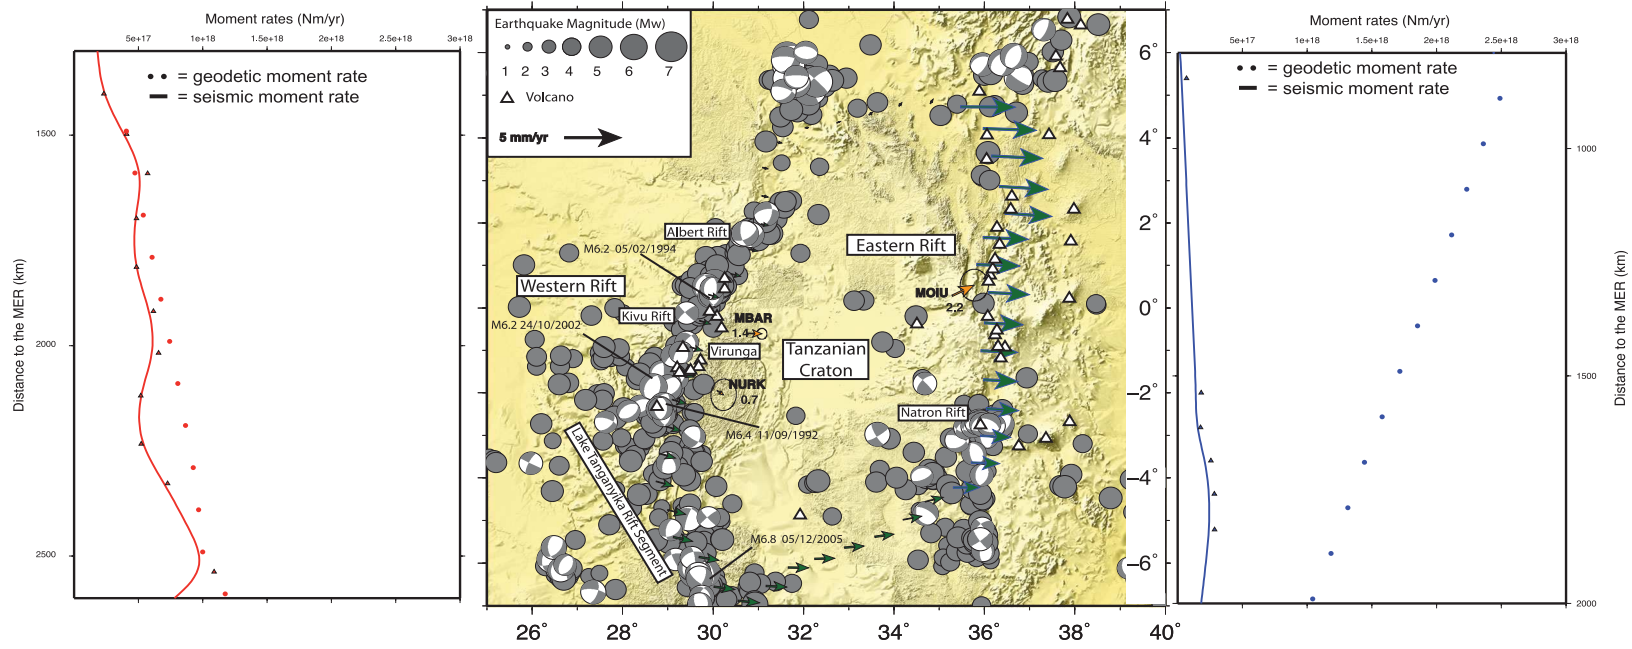 Moment rates (Nm/yr)
5e+17 1e+18 1.5e+18 2e+18 2.5e+18 3e+18
= geodetic moment rate
= seismic moment rate
Distance to the MER (km)
1500
2000
2500
Earthquake Magnitude (Mw)
1 2 3 4 5 6 7
Volcano
5 mm/yr
Albert Rift
M6.2 05/02/1994
Eastern Rift
Western Rift
MOIU
2.2
Kivu Rift
MBAR
M6.2 24/10/2002
1.4
Virunga
Tanzanian
Craton
NURK
0.7
Natron Rift
M6.4 11/09/1992
Lake Tanganyika Rift Segment
M6.8 05/12/2005
6°
4°
2°
0°
−2°
−4°
−6°
26° 28° 30° 32° 34° 36° 38° 40°
Moment rates (Nm/yr)
5e+17 1e+18 1.5e+18 2e+18 2.5e+18 3e+18
= geodetic moment rate
= seismic moment rate
1000
1500
2000
Distance to the MER (km)